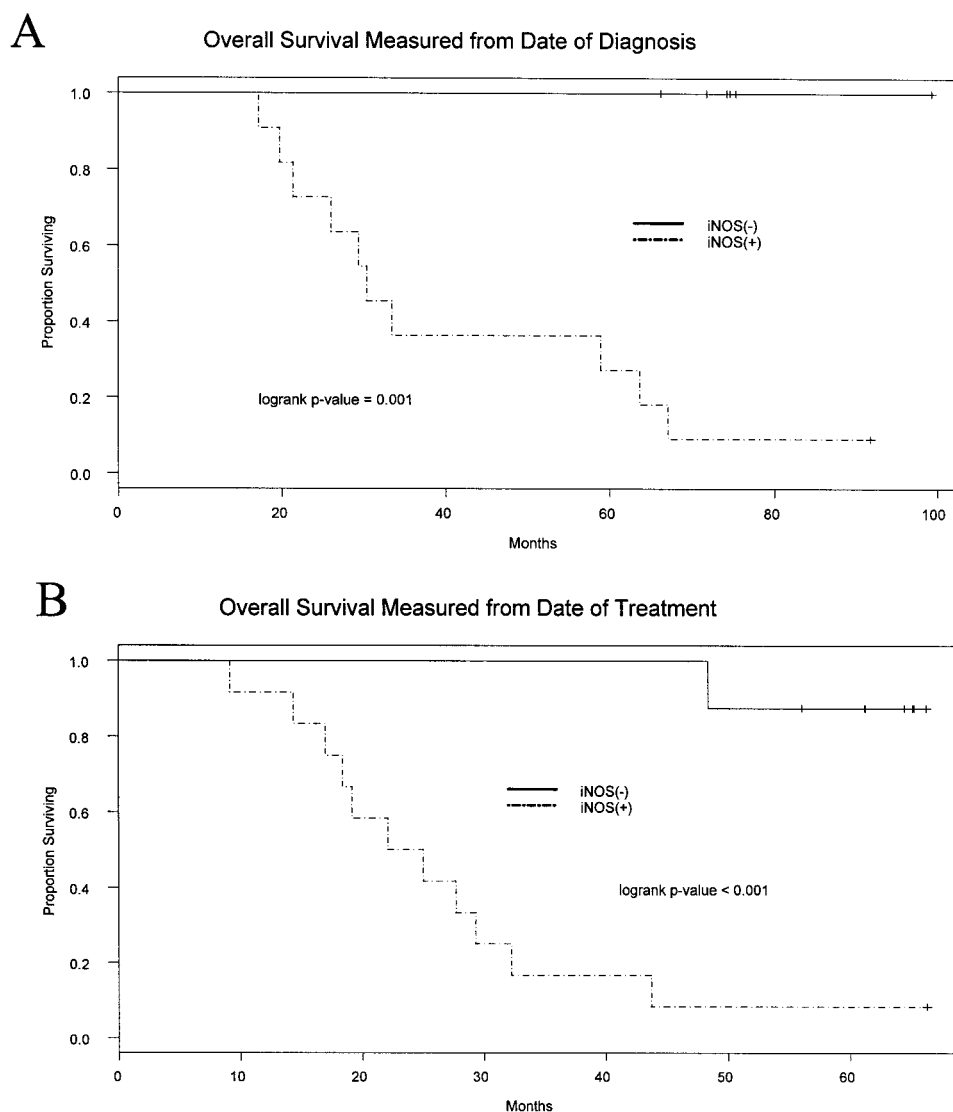 A
Overall Survival Measured from Date of Diagnosis
1.0
0.8
0.6
0.4
0.2
0.0
Proportion Surviving
iNOS(-)
iNOS(+)
logrank p-value = 0.001
0 20 40 60 80 100
Months
B
Overall Survival Measured from Date of Treatment
1.0
0.8
0.6
0.4
0.2
0.0
Proportion Surviving
iNOS(-)
iNOS(+)
logrank p-value < 0.001
0 10 20 30 40 50 60
Months